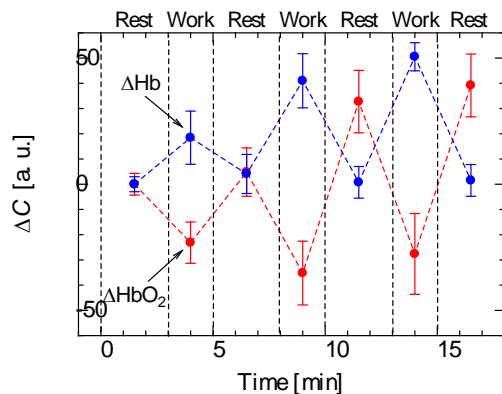 Rest Work Rest Work Rest Work Rest
50
ΔHb
0
ΔC [a. u.]
ΔHbO₂
-50
0 5 10 15
Time [min]